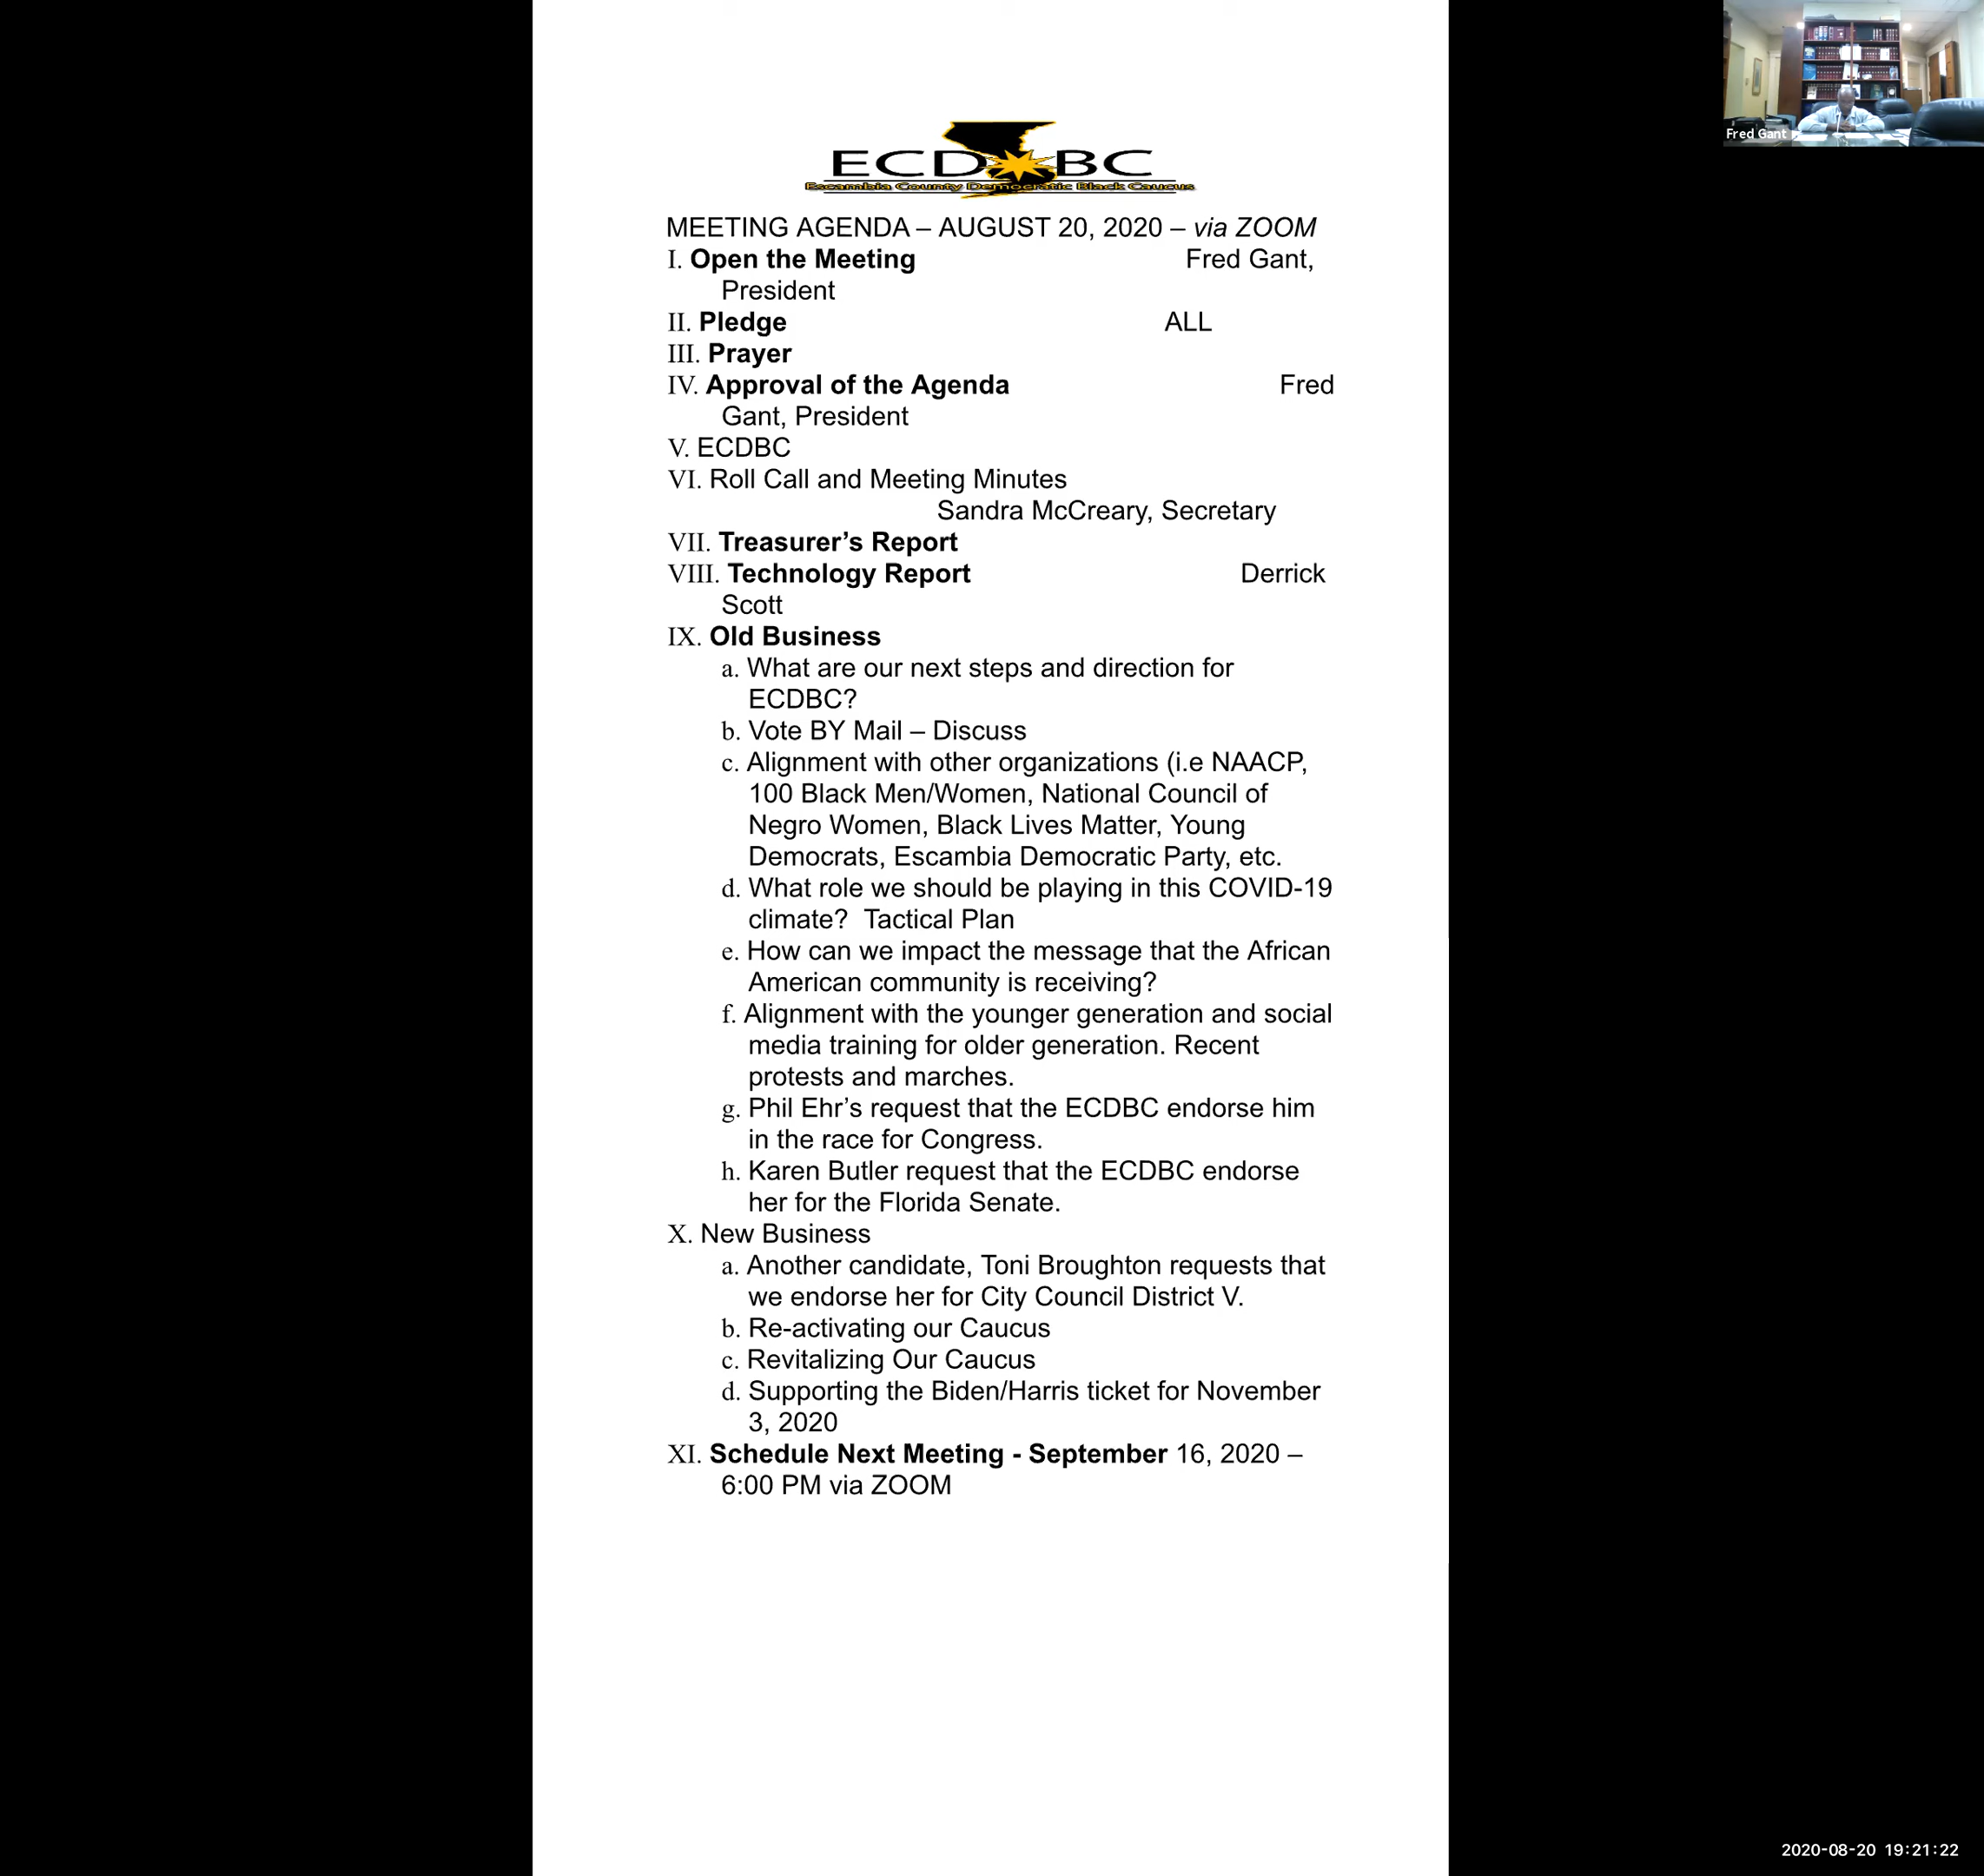 ECD BC
Escambia County Democratic Black Caucus
MEETING AGENDA – AUGUST 20, 2020 – via ZOOM
I. Open the Meeting Fred Gant,
President
II. Pledge ALL
III. Prayer
IV. Approval of the Agenda Fred
Gant, President
V. ECDBC
VI. Roll Call and Meeting Minutes
Sandra McCreary, Secretary
VII. Treasurer’s Report
VIII. Technology Report Derrick
Scott
IX. Old Business
a. What are our next steps and direction for
ECDBC?
b. Vote BY Mail – Discuss
c. Alignment with other organizations (i.e NAACP,
100 Black Men/Women, National Council of
Negro Women, Black Lives Matter, Young
Democrats, Escambia Democratic Party, etc.
d. What role we should be playing in this COVID-19
climate?  Tactical Plan
e. How can we impact the message that the African
American community is receiving?
f. Alignment with the younger generation and social
media training for older generation. Recent
protests and marches.
g. Phil Ehr’s request that the ECDBC endorse him
in the race for Congress.
h. Karen Butler request that the ECDBC endorse
her for the Florida Senate.
X. New Business
a. Another candidate, Toni Broughton requests that
we endorse her for City Council District V.
b. Re-activating our Caucus
c. Revitalizing Our Caucus
d. Supporting the Biden/Harris ticket for November
3, 2020
XI. Schedule Next Meeting - September 16, 2020 –
6:00 PM via ZOOM
Fred Gant
2020-08-20 19:21:22